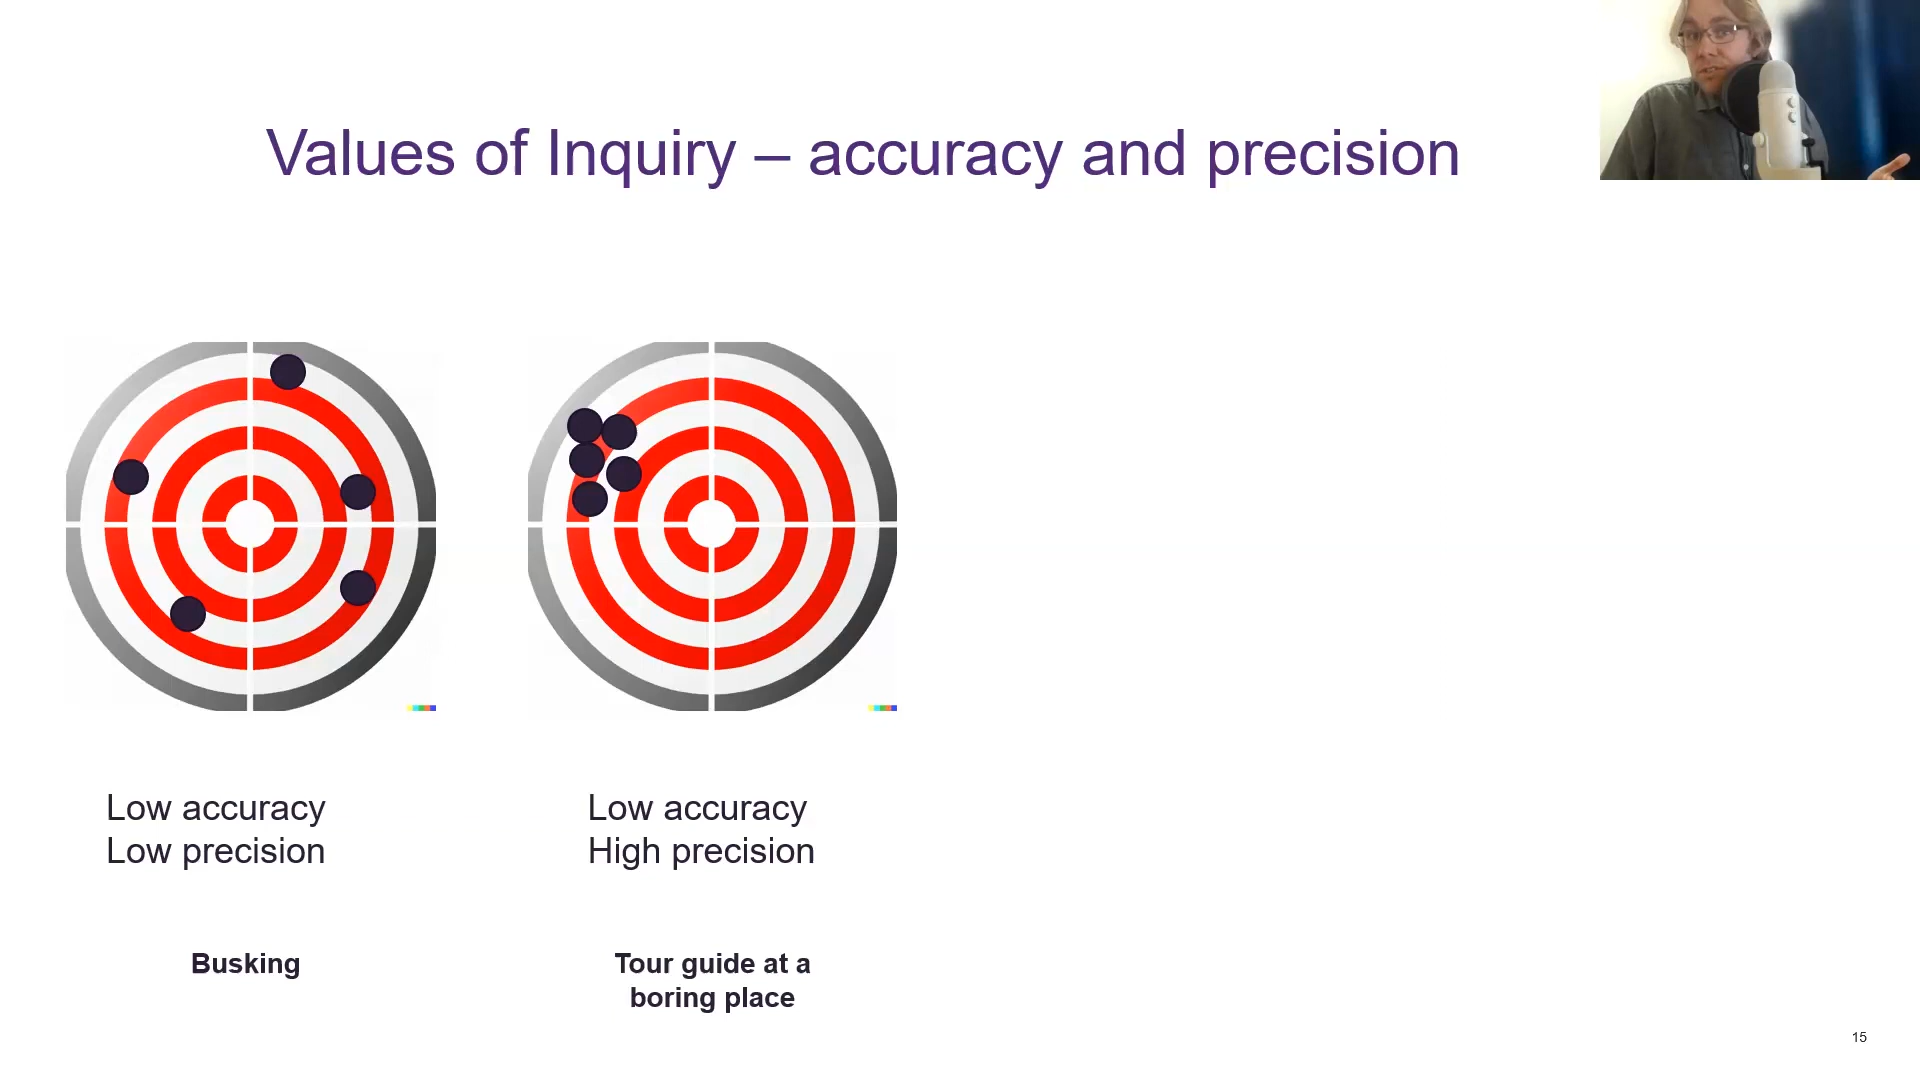 Values of Inquiry – accuracy and precision
Low accuracy
Low precision
Low accuracy
High precision
Busking
Tour guide at a
boring place
15